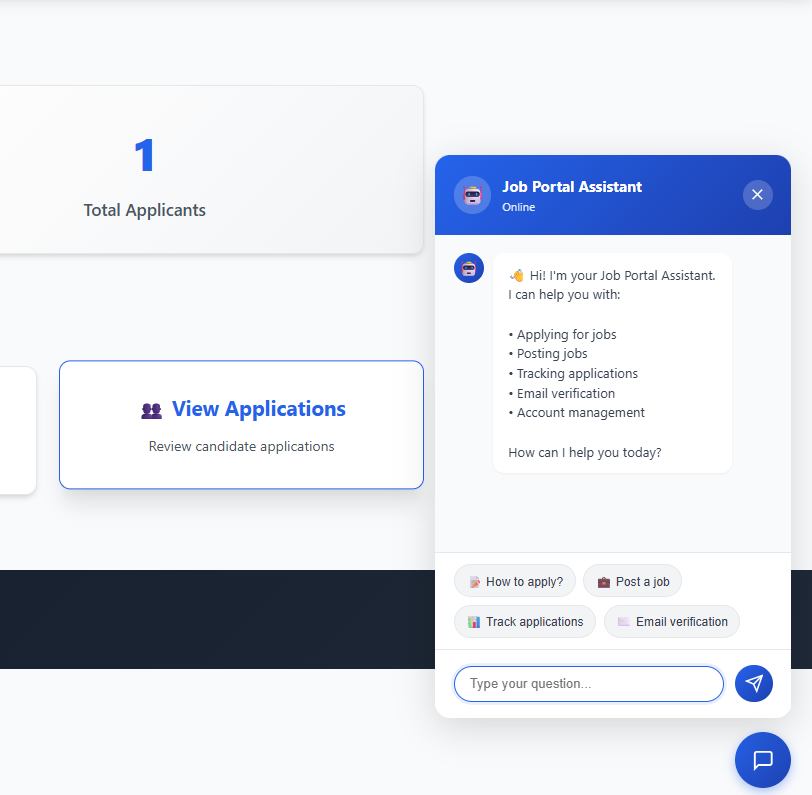 1
Total Applicants
👥 View Applications
Review candidate applications
Job Portal Assistant
Online
👋 Hi! I'm your Job Portal Assistant.
I can help you with:
• Applying for jobs
• Posting jobs
• Tracking applications
• Email verification
• Account management
How can I help you today?
📝 How to apply?
💼 Post a job
📊 Track applications
📧 Email verification
Type your question...